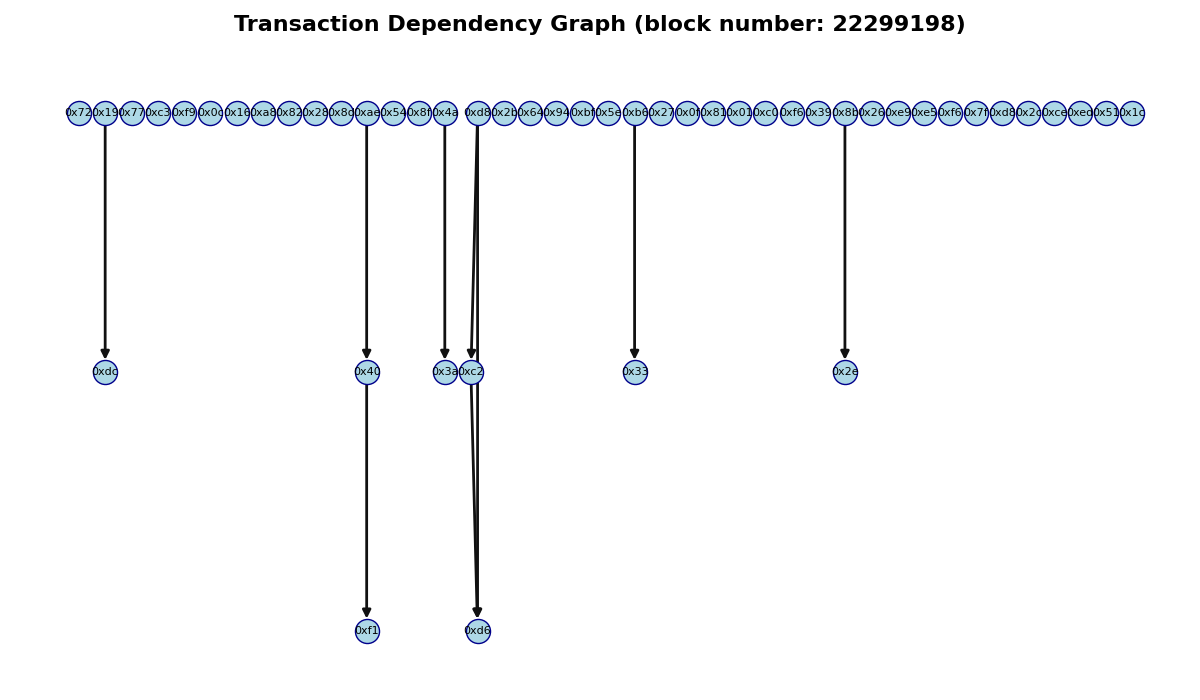 Transaction Dependency Graph (block number: 22299198)
0x72 0x19 0x77 0xc3 0xf9 0x0c 0x16 0xa8 0x82 0x28 0x8d 0xae 0x54 0x8f 0x4a 0xd8 0x2b 0x64 0x94 0xbf 0x5e 0xb6 0x27 0x0f 0x81 0x01 0xc0 0xf6 0x39 0x8b 0x26 0xe9 0xe5 0xf6 0x7f 0xd8 0x2c 0xce 0xed 0x51 0x1c
0xdc 0x40 0x3a 0xc2 0x33 0x2e
0xf1 0xd6